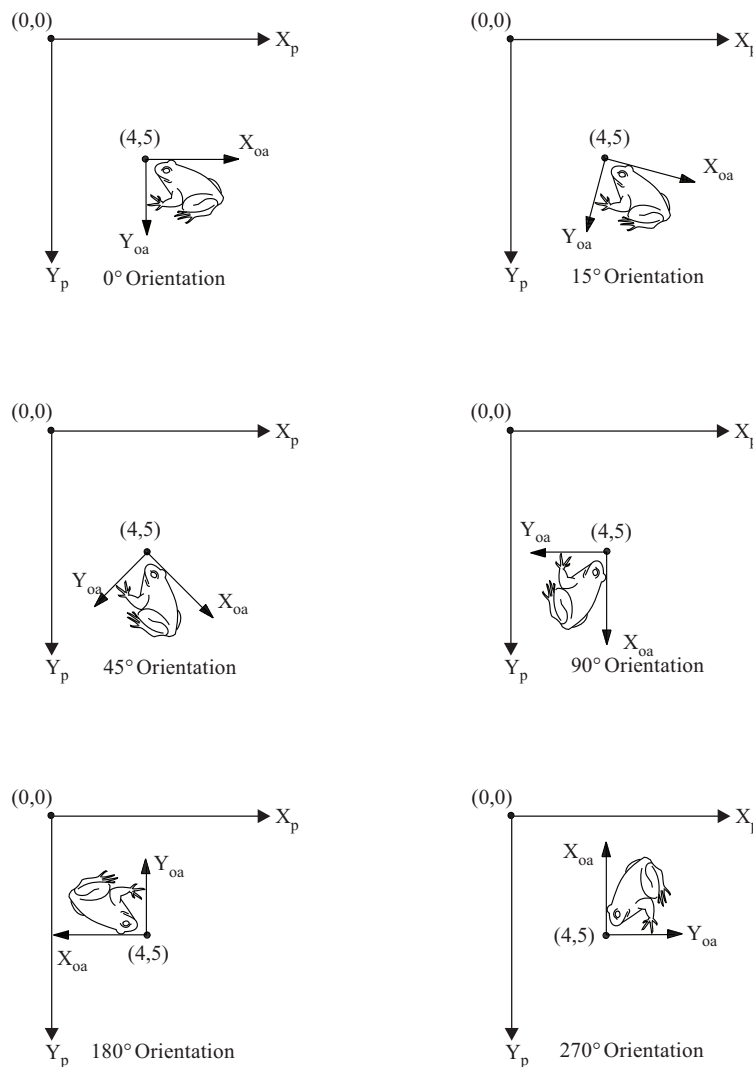 (0,0)
X_p
(4,5)
X_oa
Y_oa
Y_p
0° Orientation
(0,0)
X_p
(4,5)
X_oa
Y_oa
Y_p
15° Orientation
(0,0)
X_p
(4,5)
Y_oa
X_oa
Y_p
45° Orientation
(0,0)
X_p
(4,5)
Y_oa
X_oa
Y_p
90° Orientation
(0,0)
X_p
Y_oa
X_oa
(4,5)
Y_p
180° Orientation
(0,0)
X_p
X_oa
(4,5)
Y_oa
Y_p
270° Orientation